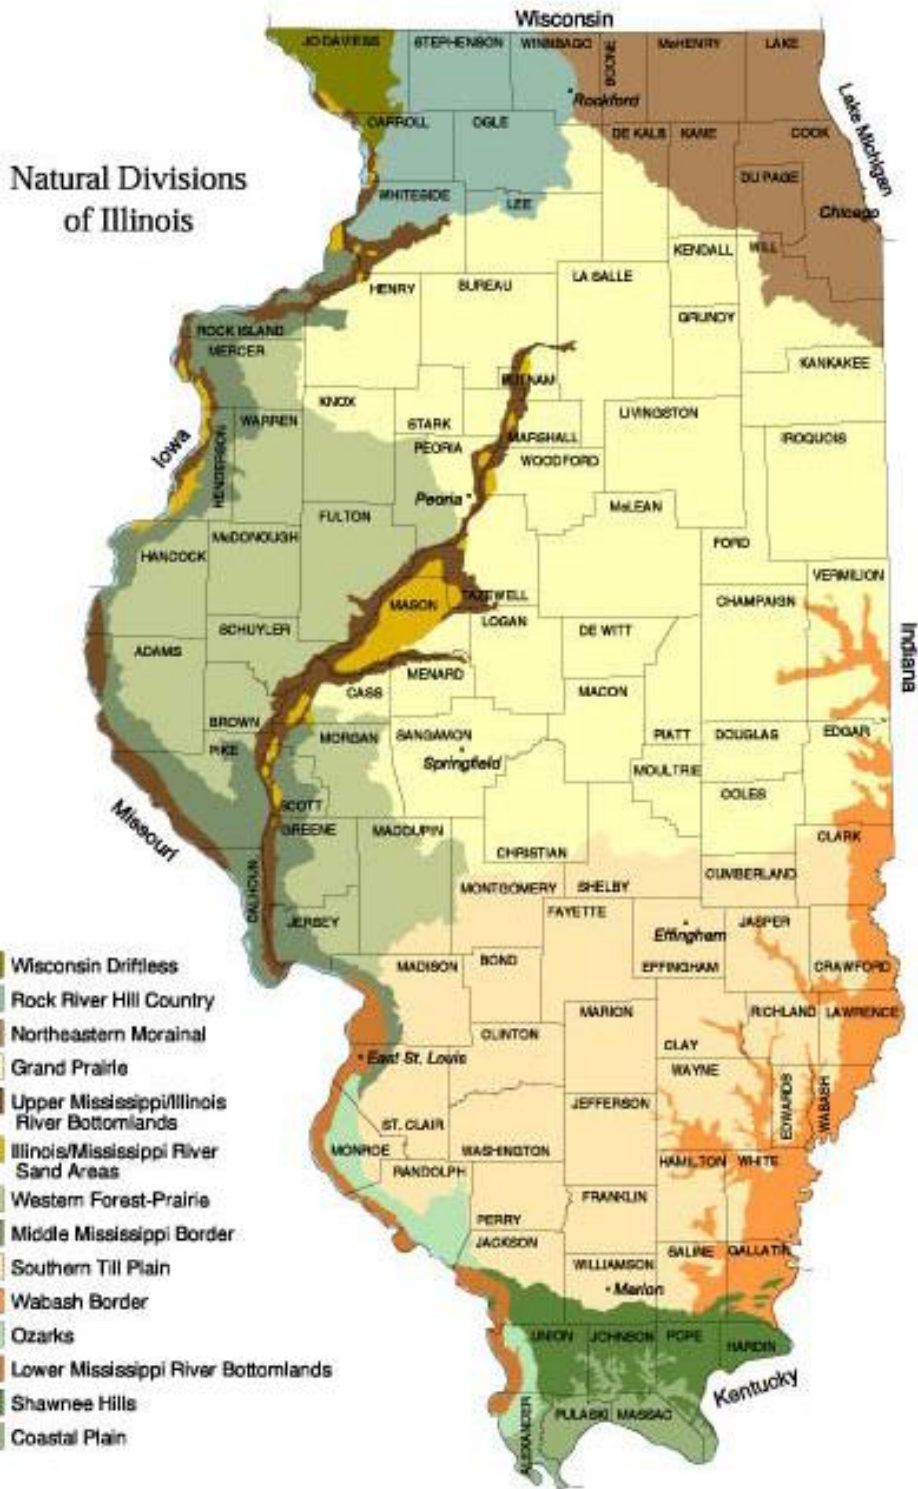 Wisconsin
JO DAVIESS STEPHENSON WINNBAGO BOONE McHENRY LAKE
Rockford
Lake Michigan
CARROLL OGLE DE KALB KANE COOK
Natural Divisions
of Illinois
DU PAGE
WHITESIDE LEE
Chicago
KENDALL WILL
HENRY BUREAU LA SALLE
GRUNDY
ROCK ISLAND
MERCER
KANKAKEE
PUTNAM
KNOX
STARK
WARREN
LIVINGSTON
Iowa
HENDERSON
PEORIA
MARSHALL
IROQUOIS
WOODFORD
Peoria
McLEAN
FULTON
HANCOCK
McDONOUGH
FORD
VERMILION
MASON
TAZEWELL
CHAMPAIGN
LOGAN
DE WITT
SCHUYLER
ADAMS
Indiana
MENARD
CASS
MACON
BROWN
PIKE
MORGAN
SANGAMON
PIATT
DOUGLAS
EDGAR
Springfield
MOULTRIE
COLES
SCOTT
Missouri
GREENE
MACOUPIN
CLARK
CHRISTIAN
CUMBERLAND
CALHOUN
MONTGOMERY
SHELBY
FAYETTE
JERSEY
JASPER
Effingham
MADISON
BOND
EFFINGHAM
CRAWFORD
MARION
RICHLAND
LAWRENCE
CLINTON
CLAY
East St. Louis
WAYNE
EDWARDS
WABASH
JEFFERSON
ST. CLAIR
MONROE
WASHINGTON
RANDOLPH
HAMILTON
WHITE
FRANKLIN
PERRY
JACKSON
SALINE
GALLATIN
WILLIAMSON
Marion
UNION
JOHNSON
POPE
HARDIN
Kentucky
ALEXANDER
PULASKI
MASSAC
Wisconsin Driftless
Rock River Hill Country
Northeastern Morainal
Grand Prairie
Upper Mississippi/Illinois
River Bottomlands
Illinois/Mississippi River
Sand Areas
Western Forest-Prairie
Middle Mississippi Border
Southern Till Plain
Wabash Border
Ozarks
Lower Mississippi River Bottomlands
Shawnee Hills
Coastal Plain